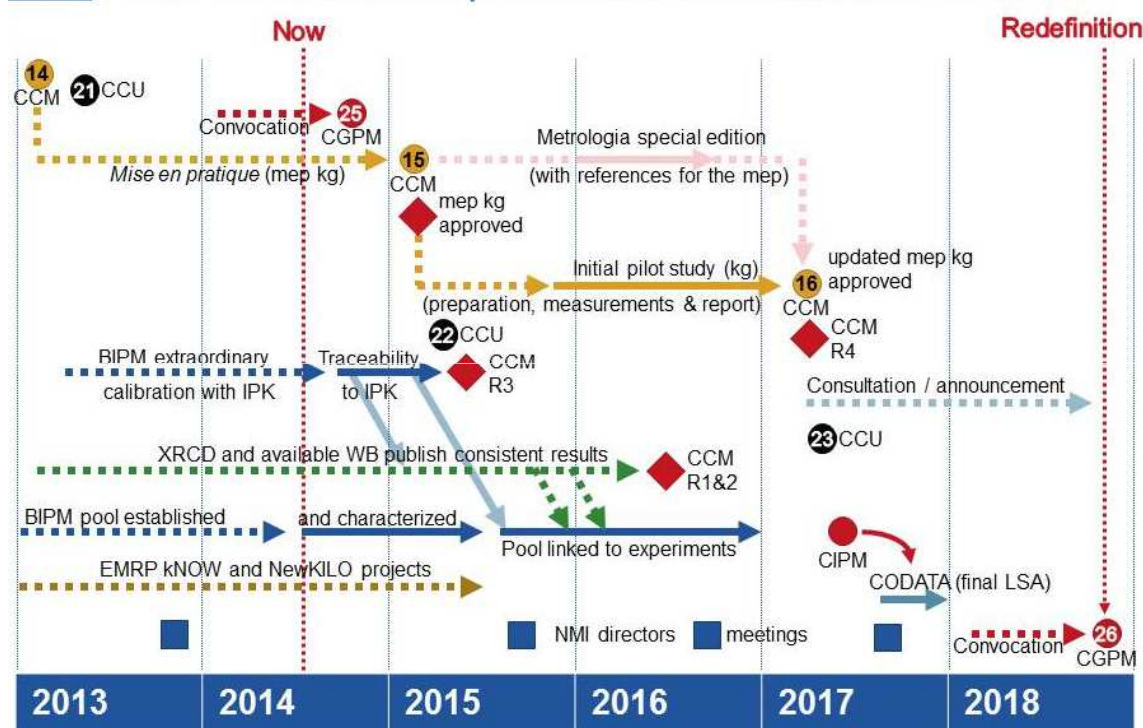 Now
Redefinition
14
CCM
21 CCU
Convocation
25
CGPM
Mise en pratique (mep kg)
15
CCM
Metrologia special edition
(with references for the mep)
mep kg
approved
Initial pilot study (kg)
(preparation, measurements & report)
16
CCM
updated mep kg
approved
22 CCU
CCM
R4
BIPM extraordinary
calibration with IPK
Traceability
to IPK
CCM
R3
Consultation / announcement
23 CCU
XRCD and available WB publish consistent results
CCM
R1&2
BIPM pool established
and characterized
Pool linked to experiments
CIPM
EMRP kNOW and NewKILO projects
CODATA (final LSA)
NMI directors
meetings
Convocation
26
CGPM
2013
2014
2015
2016
2017
2018